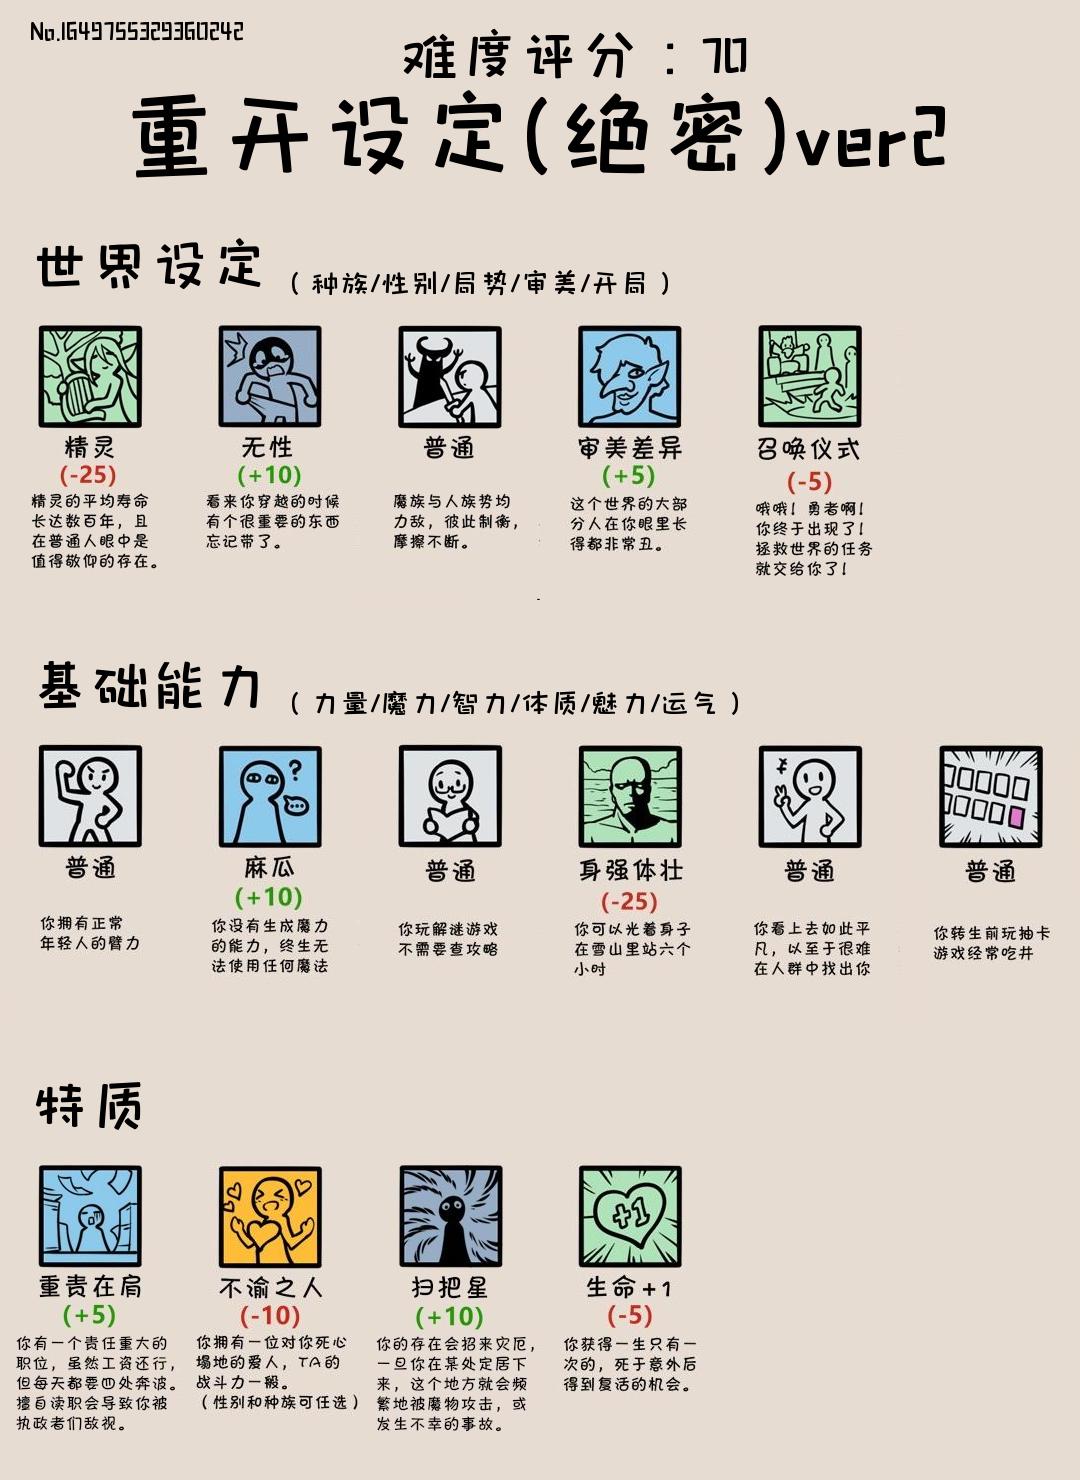 No.1649755329360242
难度评分：70
重开设定(绝密)ver2
世界设定（种族/性别/局势/审美/开局）
精灵 无性 普通 审美差异 召唤仪式
(-25) (+10) (+5) (-5)
精灵的平均寿命
长达数百年，且
在普通人眼中是
值得敬仰的存在。
看来你穿越的时候
有个很重要的东西
忘记带了。
魔族与人族势均
力敌，彼此制衡，
摩擦不断。
这个世界的大部
分人在你眼里长
得都非常丑。
哦哦！勇者啊！
你终于出现了！
拯救世界的任务
就交给你了！
基础能力（力量/魔力/智力/体质/魅力/运气）
?
...
普通 麻瓜 普通 身强体壮 普通 普通
(+10) (-25)
你拥有正常
年轻人的臂力
你没有生成魔力
的能力，终生无
法使用任何魔法
你玩解谜游戏
不需要查攻略
你可以光着身子
在雪山里站六个
小时
你看上去如此平
凡，以至于很难
在人群中找出你
你转生前玩抽卡
游戏经常吃井
特质
+1
重责在肩 不渝之人 扫把星 生命+1
(+5) (-10) (+10) (-5)
你有一个责任重大的
职位，虽然工资还行，
但每天都要四处奔波。
擅自渎职会导致你被
执政者们敌视。
你拥有一位对你死心
塌地的爱人，TA的
战斗力一般。
（性别和种族可任选）
你的存在会招来灾厄，
一旦你在某处定居下
来，这个地方就会频
繁地被魔物攻击，或
发生不幸的事故。
你获得一生只有一
次的，死于意外后
得到复活的机会。